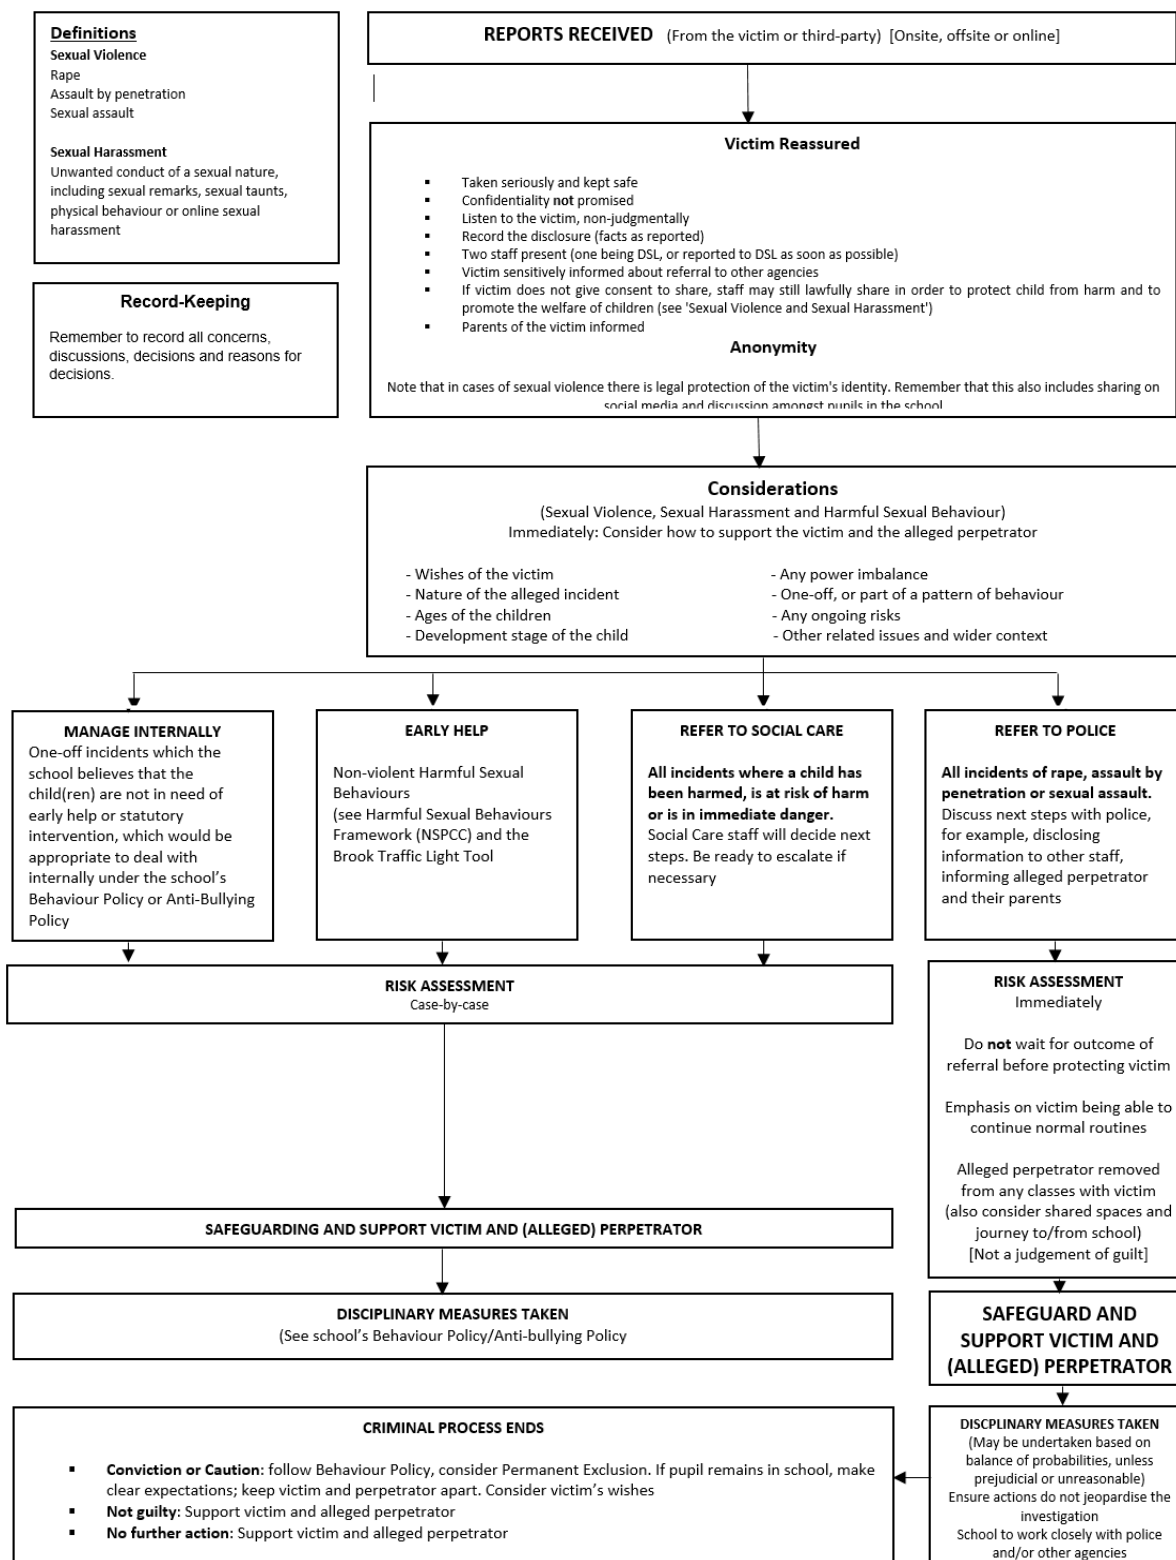 Definitions
Sexual Violence
Rape
Assault by penetration
Sexual assault
Sexual Harassment
Unwanted conduct of a sexual nature,
including sexual remarks, sexual taunts,
physical behaviour or online sexual
harassment
Record-Keeping
Remember to record all concerns,
discussions, decisions and reasons for
decisions.
REPORTS RECEIVED (From the victim or third-party) [Onsite, offsite or online]
Victim Reassured
▪ Taken seriously and kept safe
▪ Confidentiality not promised
▪ Listen to the victim, non-judgmentally
▪ Record the disclosure (facts as reported)
▪ Two staff present (one being DSL, or reported to DSL as soon as possible)
▪ Victim sensitively informed about referral to other agencies
▪ If victim does not give consent to share, staff may still lawfully share in order to protect child from harm and to
promote the welfare of children (see 'Sexual Violence and Sexual Harassment')
▪ Parents of the victim informed
Anonymity
Note that in cases of sexual violence there is legal protection of the victim's identity. Remember that this also includes sharing on
social media and discussion amongst pupils in the school
Considerations
(Sexual Violence, Sexual Harassment and Harmful Sexual Behaviour)
Immediately: Consider how to support the victim and the alleged perpetrator
- Wishes of the victim
- Nature of the alleged incident
- Ages of the children
- Development stage of the child
- Any power imbalance
- One-off, or part of a pattern of behaviour
- Any ongoing risks
- Other related issues and wider context
MANAGE INTERNALLY
One-off incidents which the
school believes that the
child(ren) are not in need of
early help or statutory
intervention, which would be
appropriate to deal with
internally under the school's
Behaviour Policy or Anti-Bullying
Policy
EARLY HELP
Non-violent Harmful Sexual
Behaviours
(see Harmful Sexual Behaviours
Framework (NSPCC) and the
Brook Traffic Light Tool
REFER TO SOCIAL CARE
All incidents where a child has
been harmed, is at risk of harm
or is in immediate danger.
Social Care staff will decide next
steps. Be ready to escalate if
necessary
REFER TO POLICE
All incidents of rape, assault by
penetration or sexual assault.
Discuss next steps with police,
for example, disclosing
information to other staff,
informing alleged perpetrator
and their parents
RISK ASSESSMENT
Case-by-case
SAFEGUARDING AND SUPPORT VICTIM AND (ALLEGED) PERPETRATOR
DISCIPLINARY MEASURES TAKEN
(See school's Behaviour Policy/Anti-bullying Policy
RISK ASSESSMENT
Immediately
Do not wait for outcome of
referral before protecting victim
Emphasis on victim being able to
continue normal routines
Alleged perpetrator removed
from any classes with victim
(also consider shared spaces and
journey to/from school)
[Not a judgement of guilt]
SAFEGUARD AND
SUPPORT VICTIM AND
(ALLEGED) PERPETRATOR
DISCPLINARY MEASURES TAKEN
(May be undertaken based on
balance of probabilities, unless
prejudicial or unreasonable)
Ensure actions do not jeopardise the
investigation
School to work closely with police
and/or other agencies
CRIMINAL PROCESS ENDS
▪ Conviction or Caution: follow Behaviour Policy, consider Permanent Exclusion. If pupil remains in school, make
clear expectations; keep victim and perpetrator apart. Consider victim's wishes
▪ Not guilty: Support victim and alleged perpetrator
▪ No further action: Support victim and alleged perpetrator